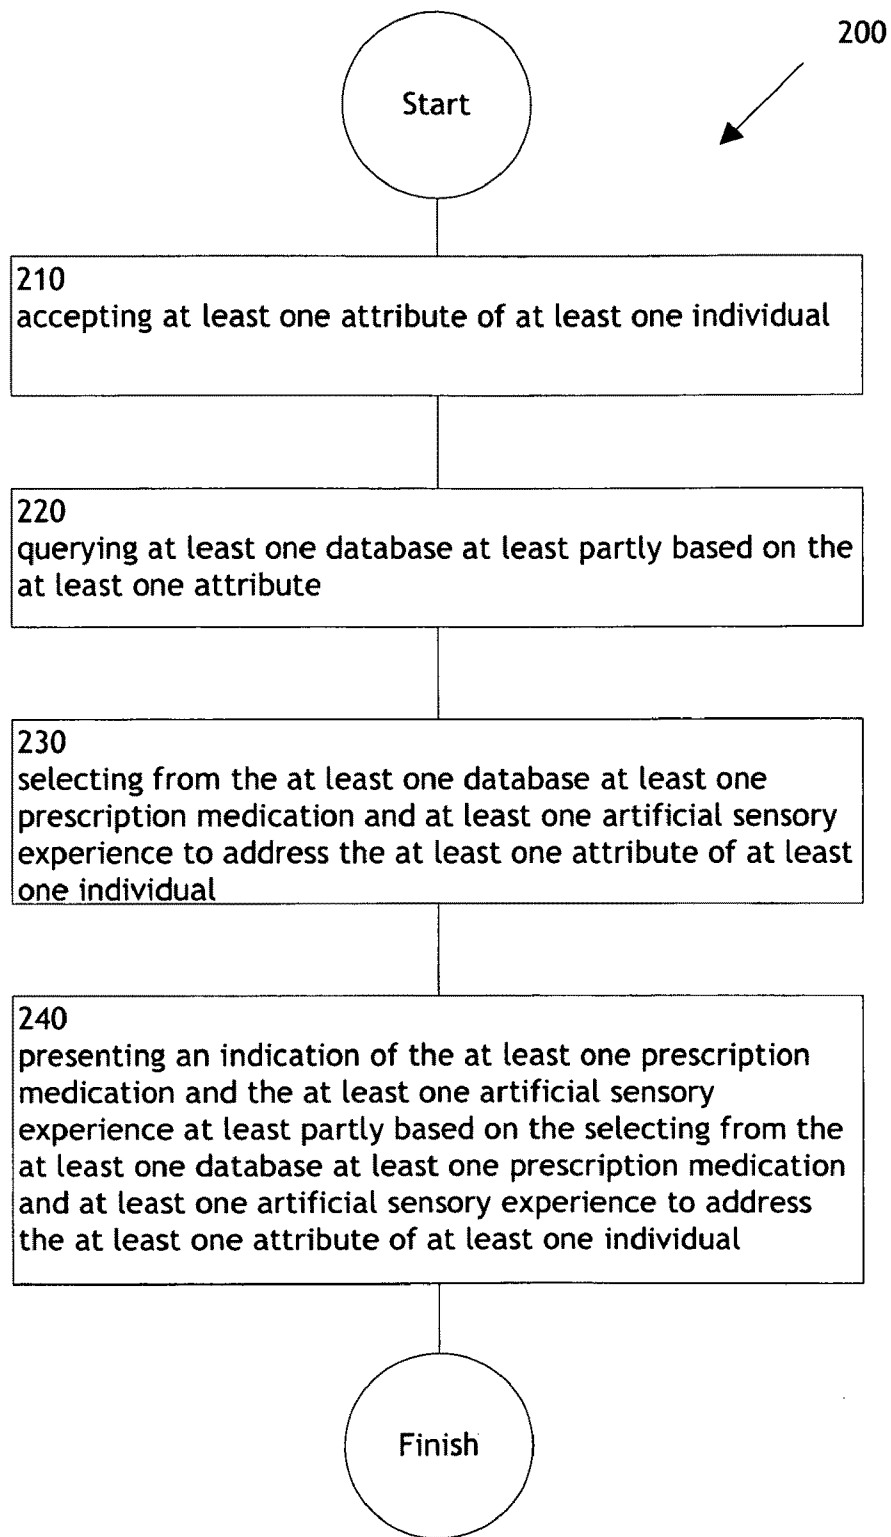 200
Start
210
accepting at least one attribute of at least one individual
220
querying at least one database at least partly based on the
at least one attribute
230
selecting from the at least one database at least one
prescription medication and at least one artificial sensory
experience to address the at least one attribute of at least
one individual
240
presenting an indication of the at least one prescription
medication and the at least one artificial sensory
experience at least partly based on the selecting from the
at least one database at least one prescription medication
and at least one artificial sensory experience to address
the at least one attribute of at least one individual
Finish